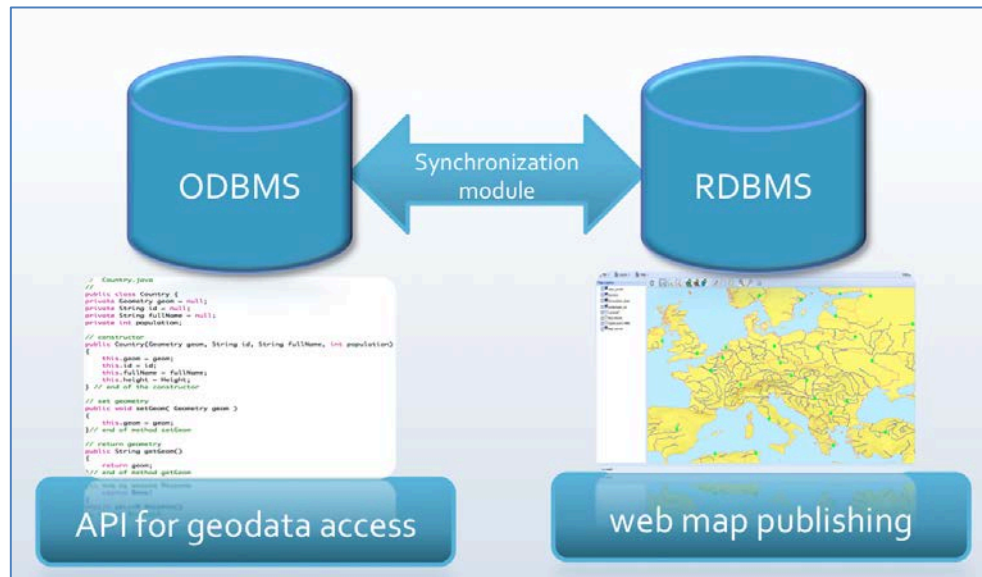 ODBMS
Synchronization
module
RDBMS
// Country.java
//
public class Country {
private Geometry geom = null;
private String id = null;
private String fullName = null;
private int population;
// constructor
public Country(Geometry geom, String id, String fullName, int population)
{
this.geom = geom;
this.id = id;
this.fullName = fullName;
this.height = Height;
} // end of the constructor
// set geometry
public void setGeom( Geometry geom )
{
this.geom = geom;
}// end of method setGeom
// return geometry
public String getGeom()
{
return geom;
}// end of method getGeom
API for geodata access
web map publishing